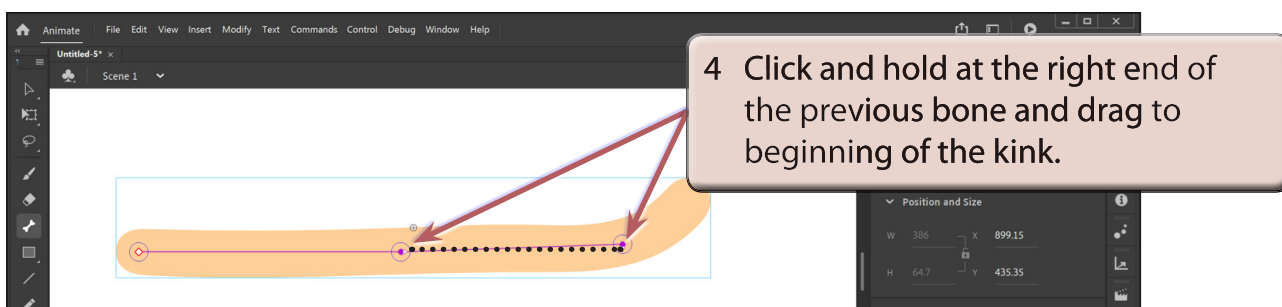 Animate File Edit View Insert Modify Text Commands Control Debug Window Help
Untitled-5* ×
Scene 1
4 Click and hold at the right end of
the previous bone and drag to
beginning of the kink.
Position and Size
W 386 X 899.15
H 64.7 Y 435.35